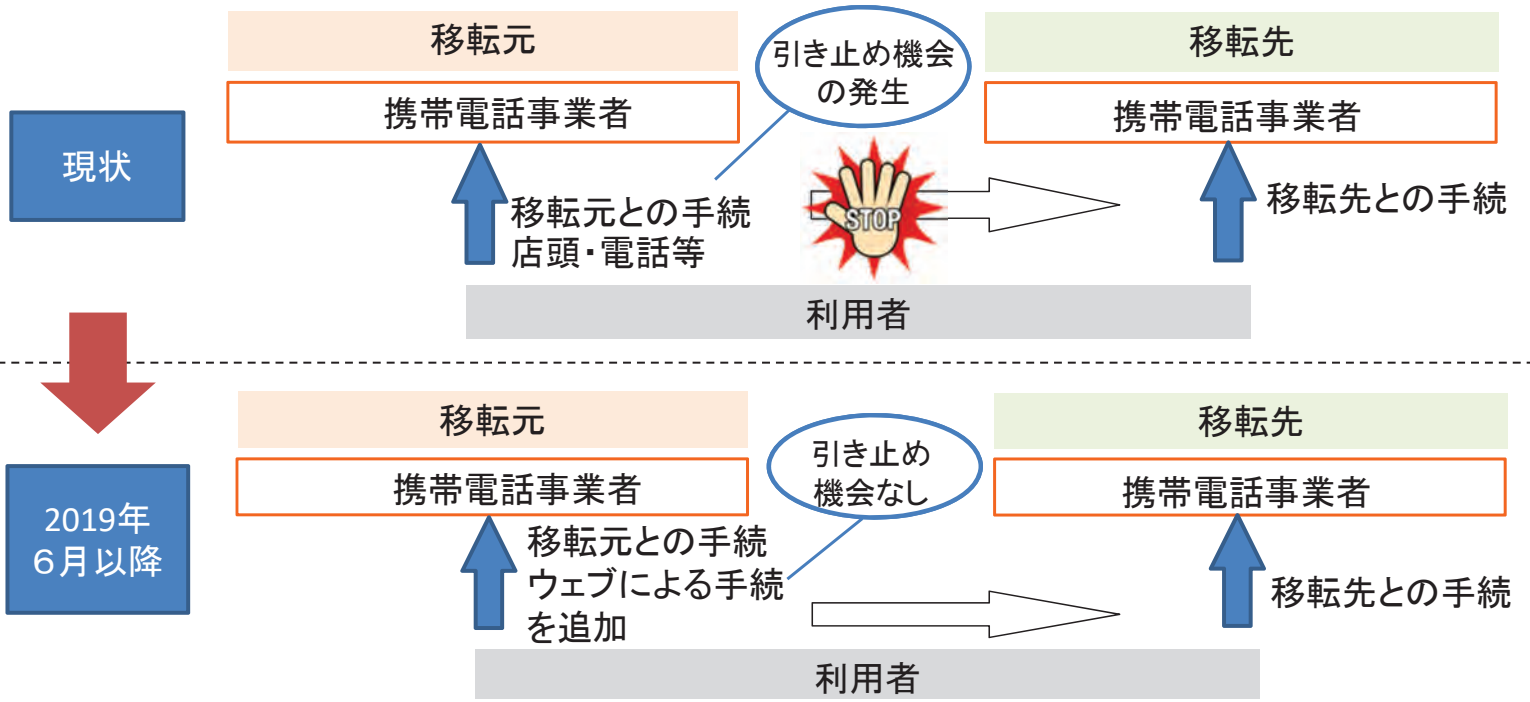 移転元
引き止め機会
の発生
移転先
携帯電話事業者
携帯電話事業者
現状
移転元との手続
店頭・電話等
STOP
移転先との手続
利用者
移転元
引き止め
機会なし
移転先
携帯電話事業者
携帯電話事業者
2019年
６月以降
移転元との手続
ウェブによる手続
を追加
移転先との手続
利用者